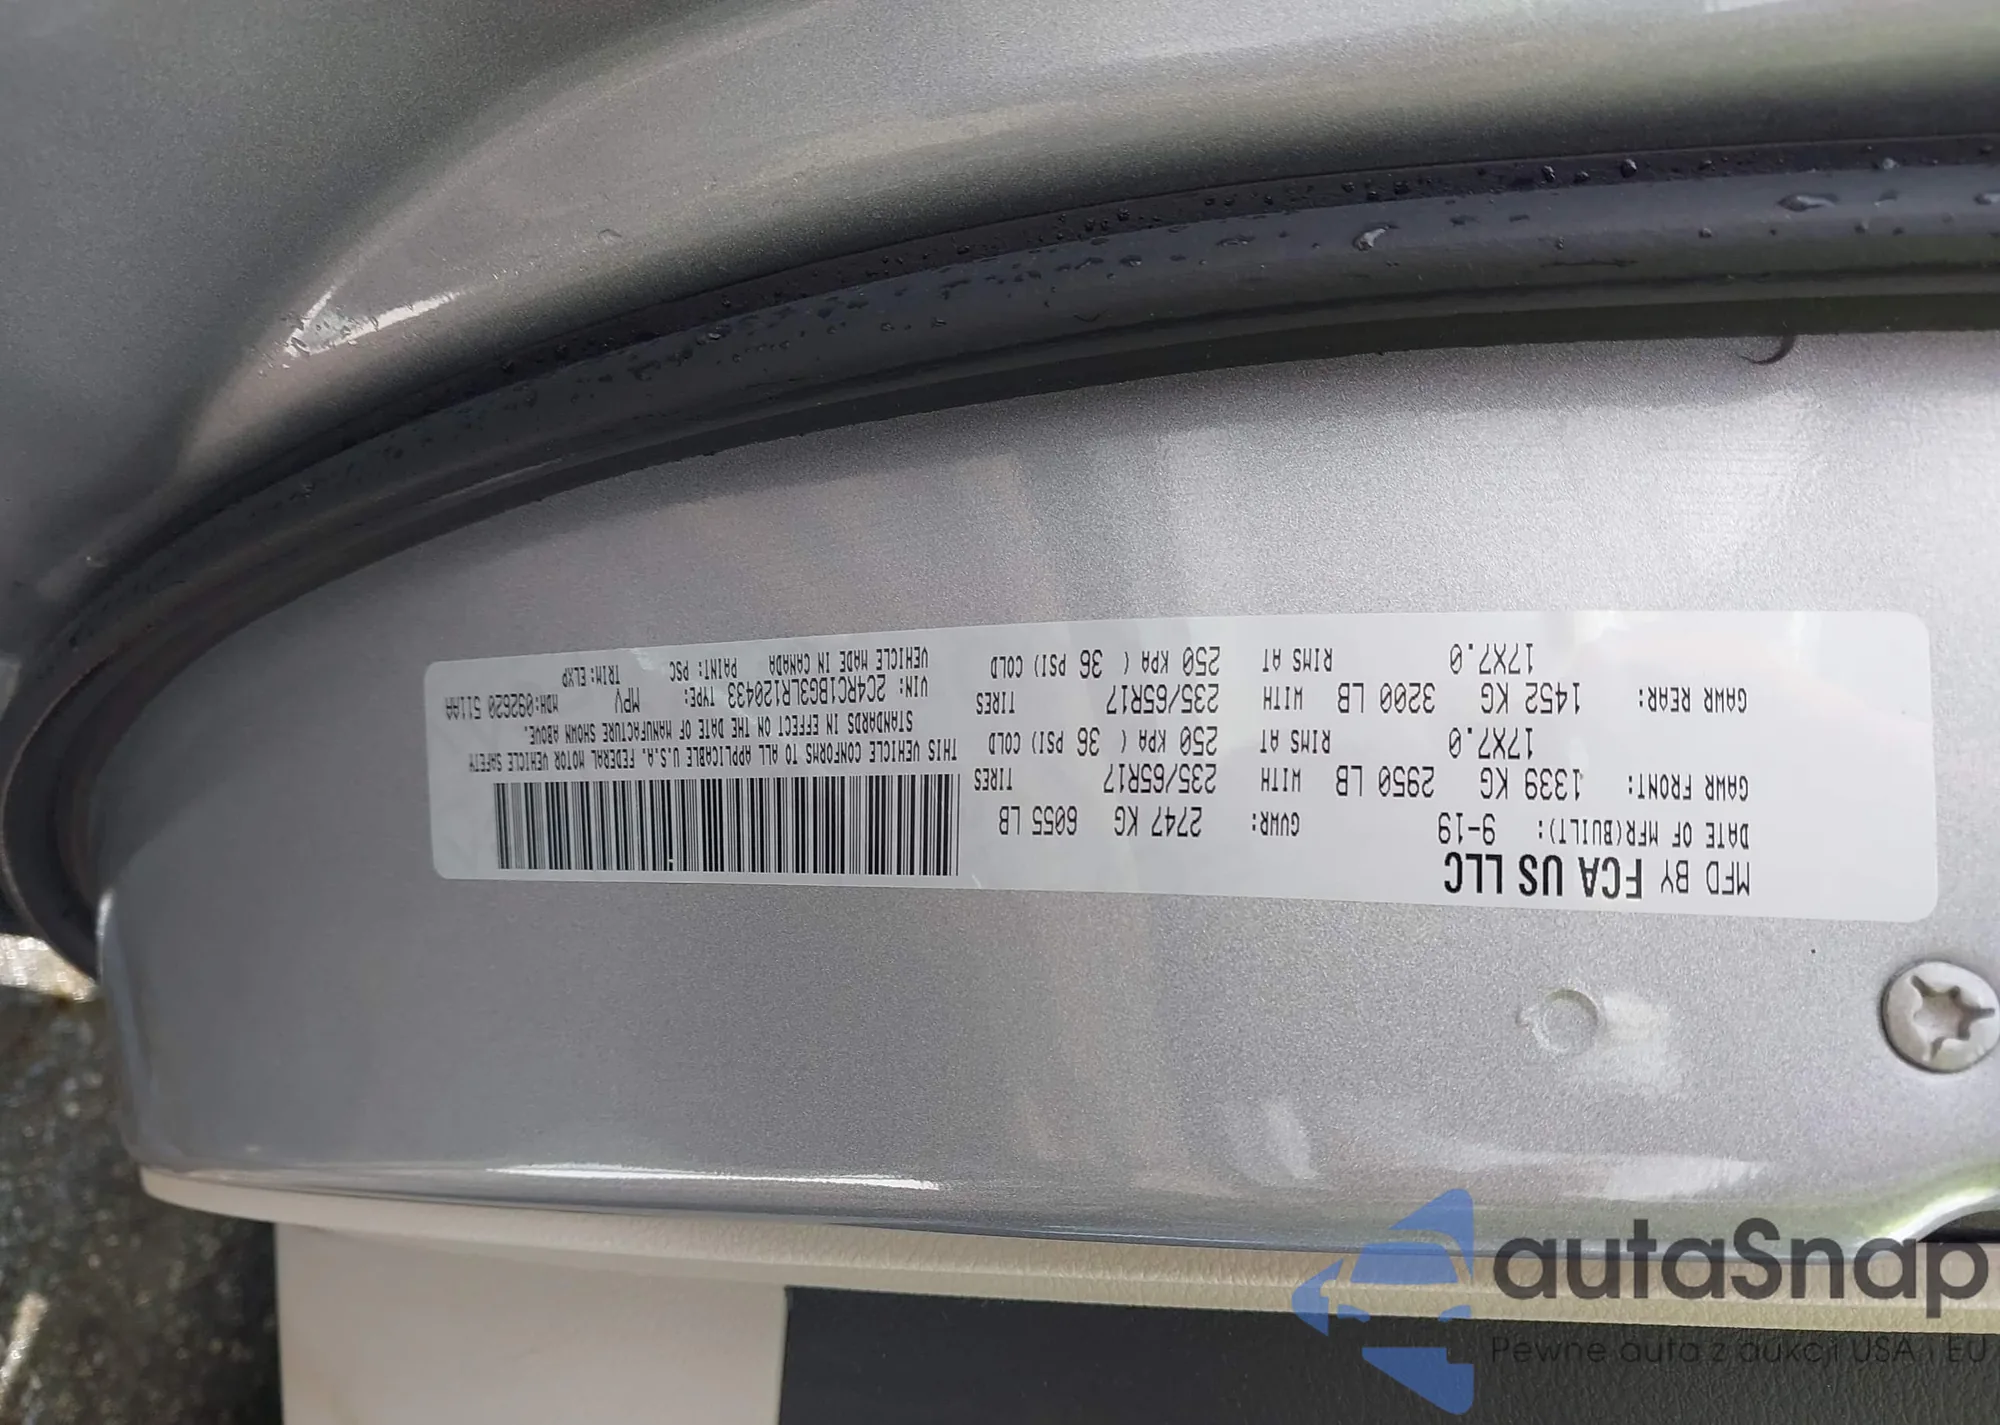 MFD BY FCA US LLC
DATE OF MFR(BUILT): 9-19 GVWR: 2747 KG 6055 LB
GAWR FRONT: 1339 KG 2950 LB WITH 235/65R17 TIRES
17X7.0 RIMS AT 250 KPA ( 36 PSI) COLD
GAWR REAR: 1452 KG 3200 LB WITH 235/65R17 TIRES
17X7.0 RIMS AT 250 KPA ( 36 PSI) COLD
THIS VEHICLE CONFORMS TO ALL APPLICABLE U.S.A. FEDERAL MOTOR VEHICLE SAFETY
STANDARDS IN EFFECT ON THE DATE OF MANUFACTURE SHOWN ABOVE.
VIN: 2C4RC1BG3LR120433 TYPE: MPV MDH:092620 511AA
VEHICLE MADE IN CANADA PAINT: PSC TRIM: ELXP
autaSnap
Pewne auta z aukcji USA i EU